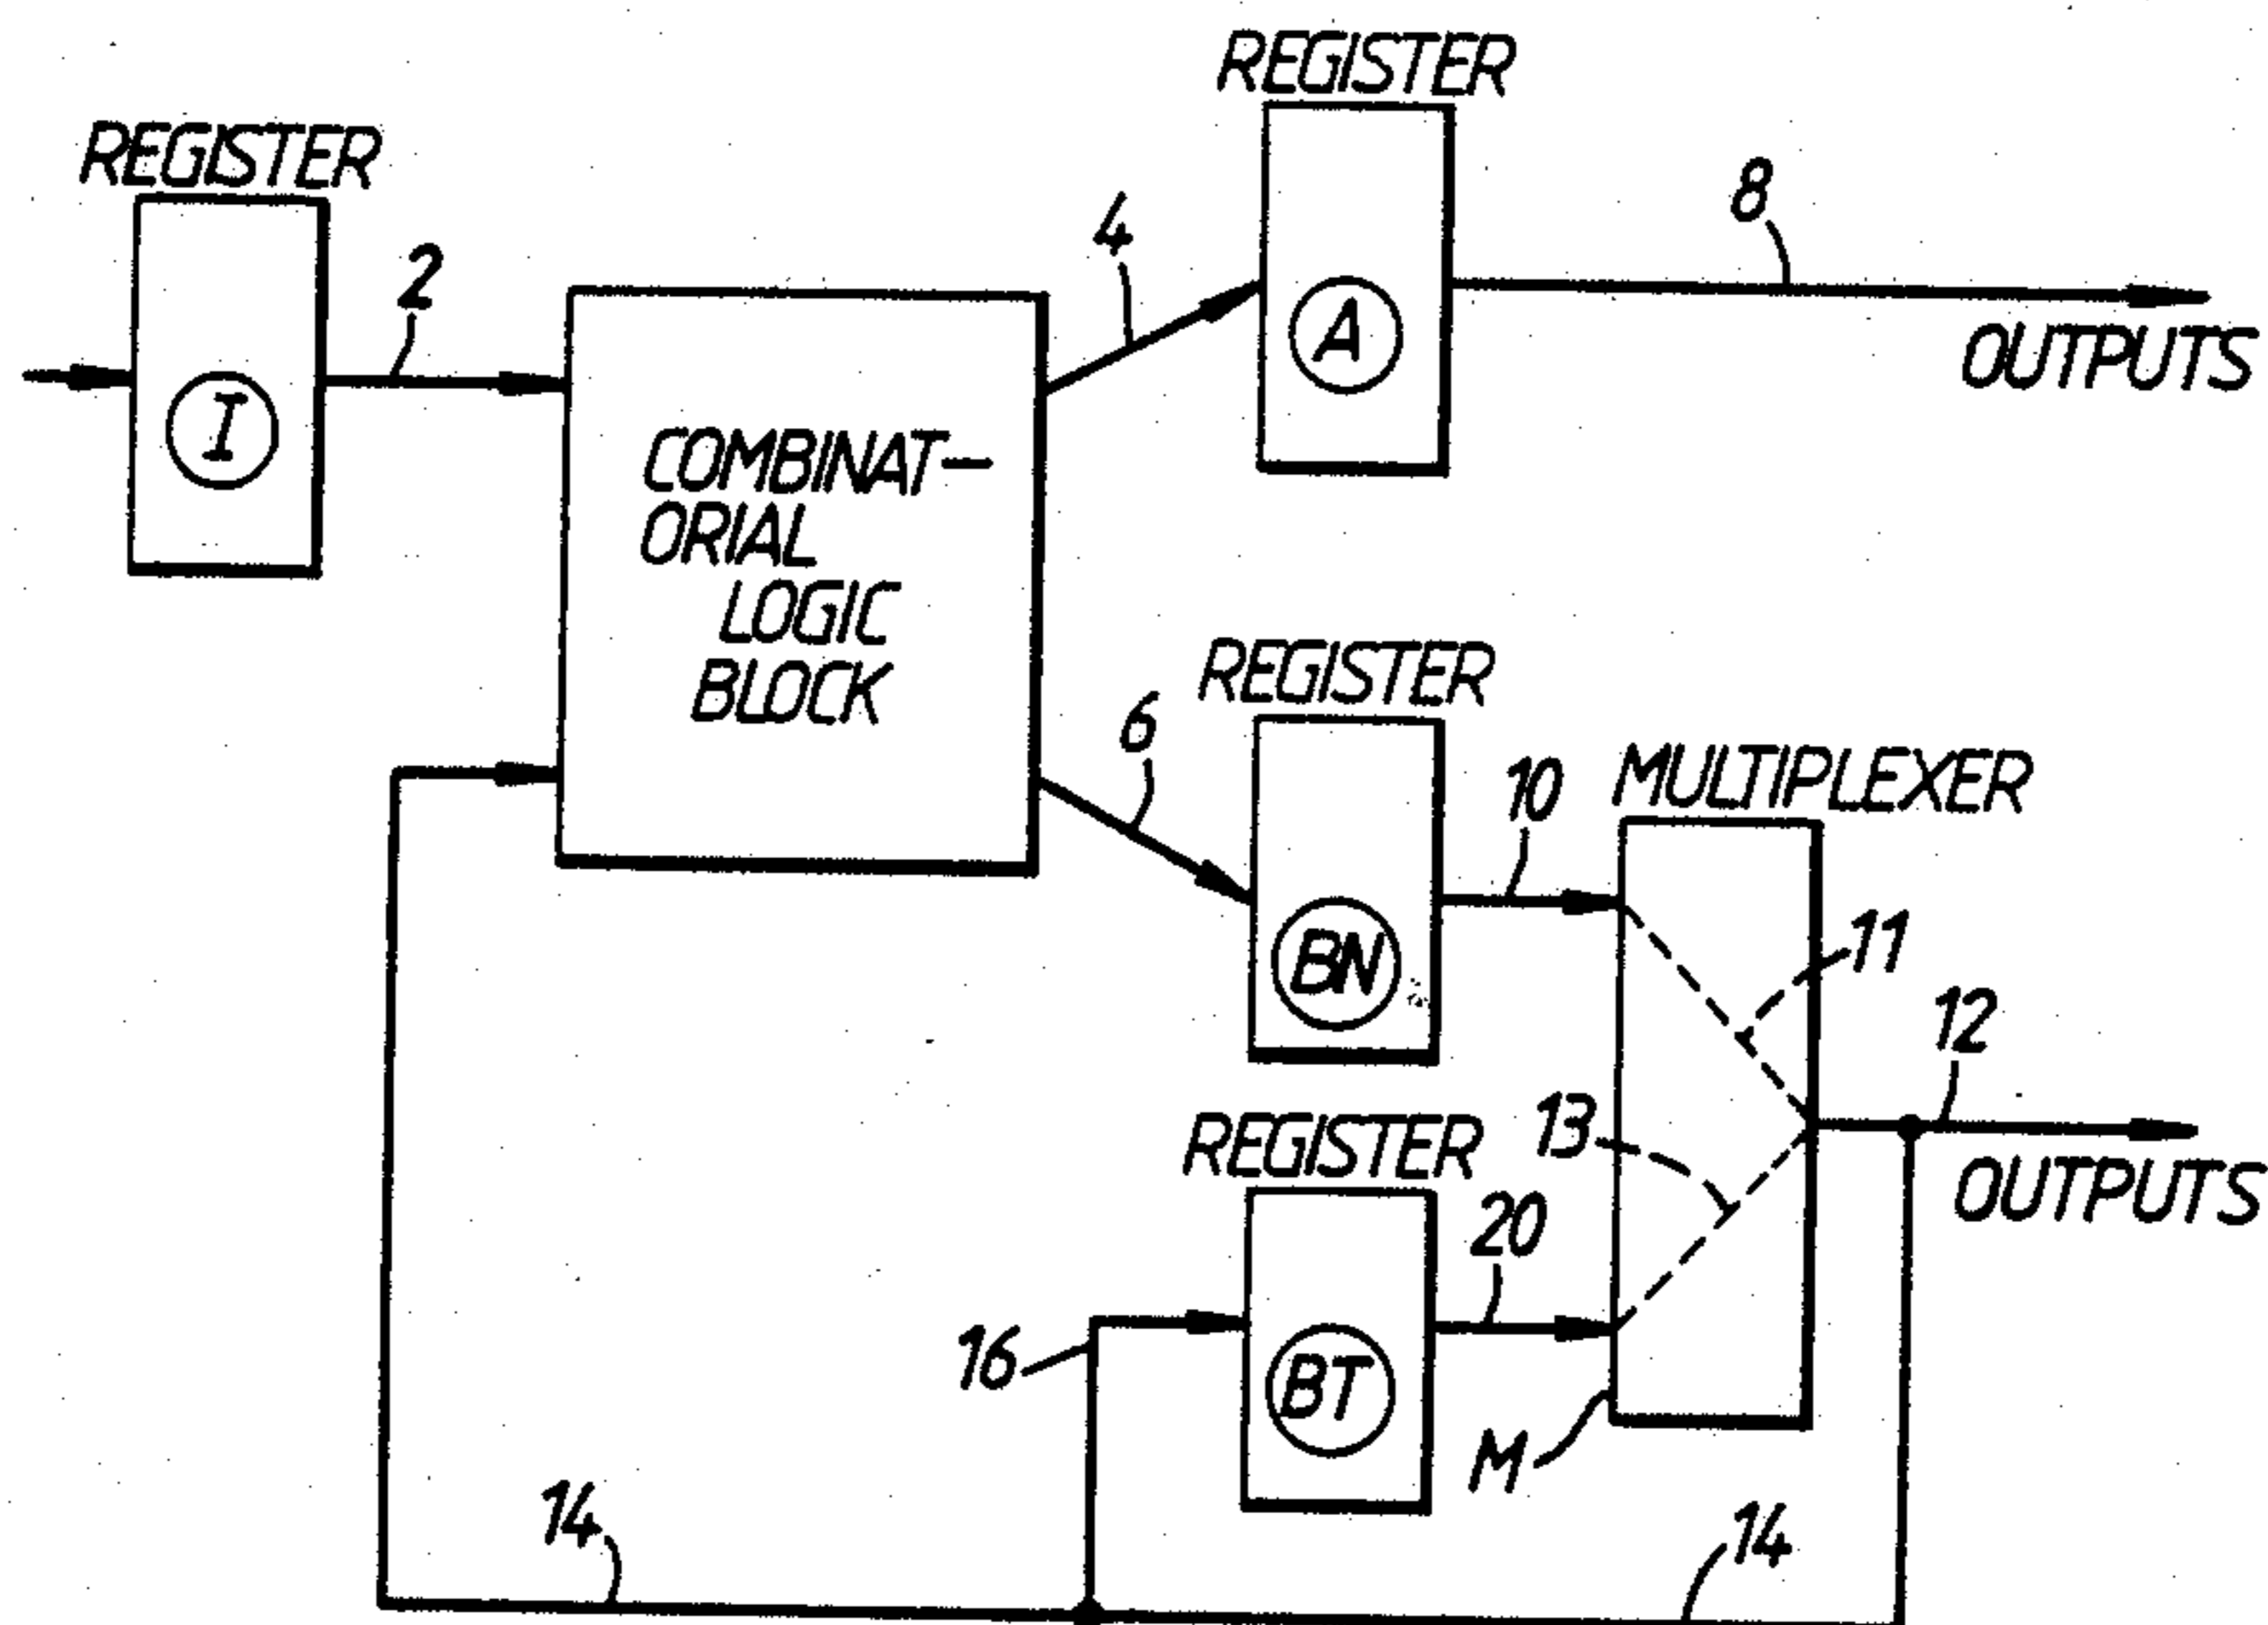 REGISTER
A
8
OUTPUTS
REGISTER
I
2
4
COMBINAT-
ORIAL
LOGIC
BLOCK
6
REGISTER
BN
10
MULTIPLEXER
11
12
OUTPUTS
13
REGISTER
BT
20
16
M
14
14